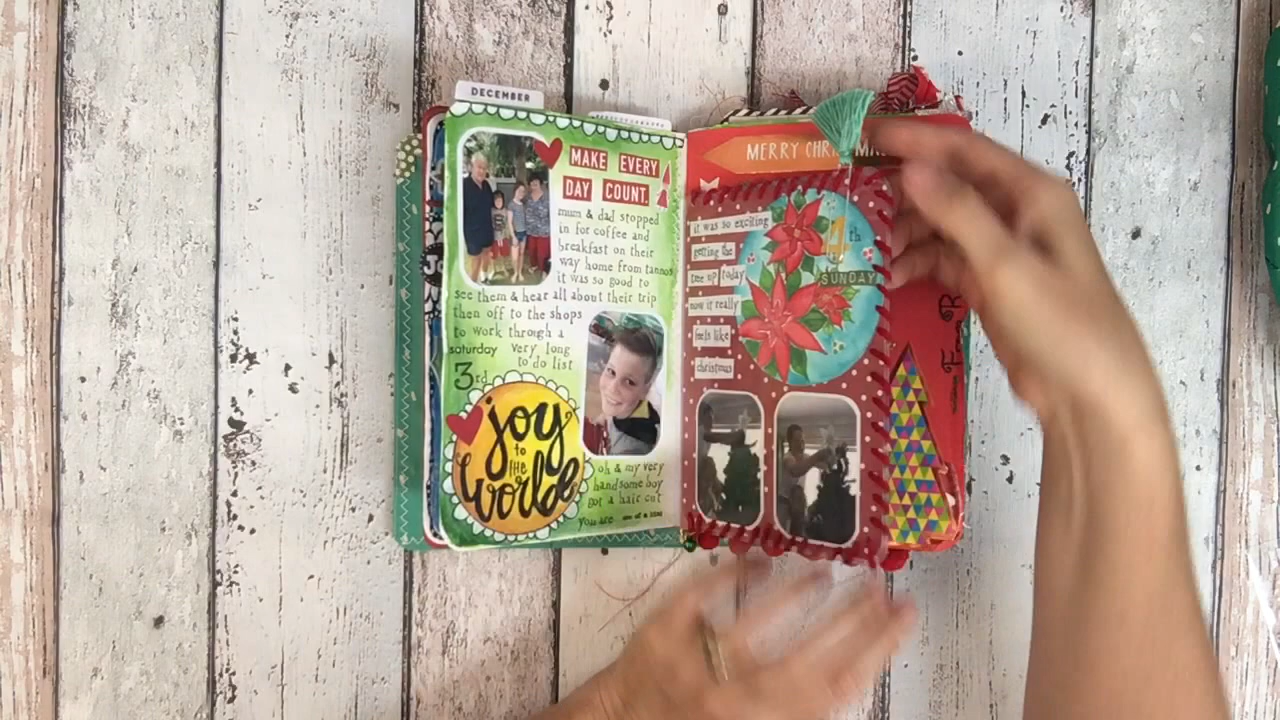 DECEMBER
MAKE EVERY
DAY COUNT.
mum & dad stopped
in for coffee and
breakfast on their
way home from
it was so good to
see them & hear all about their trip
then off to the shops
to work through a
very long
to do list
saturday
3rd
joy
to
THE
World
oh & my very
handsome boy
got a hair cut
you are one of a kind
MERRY
it was so exciting
getting the
tree up today
now it really
feels like
christmas
4th
SUNDAY